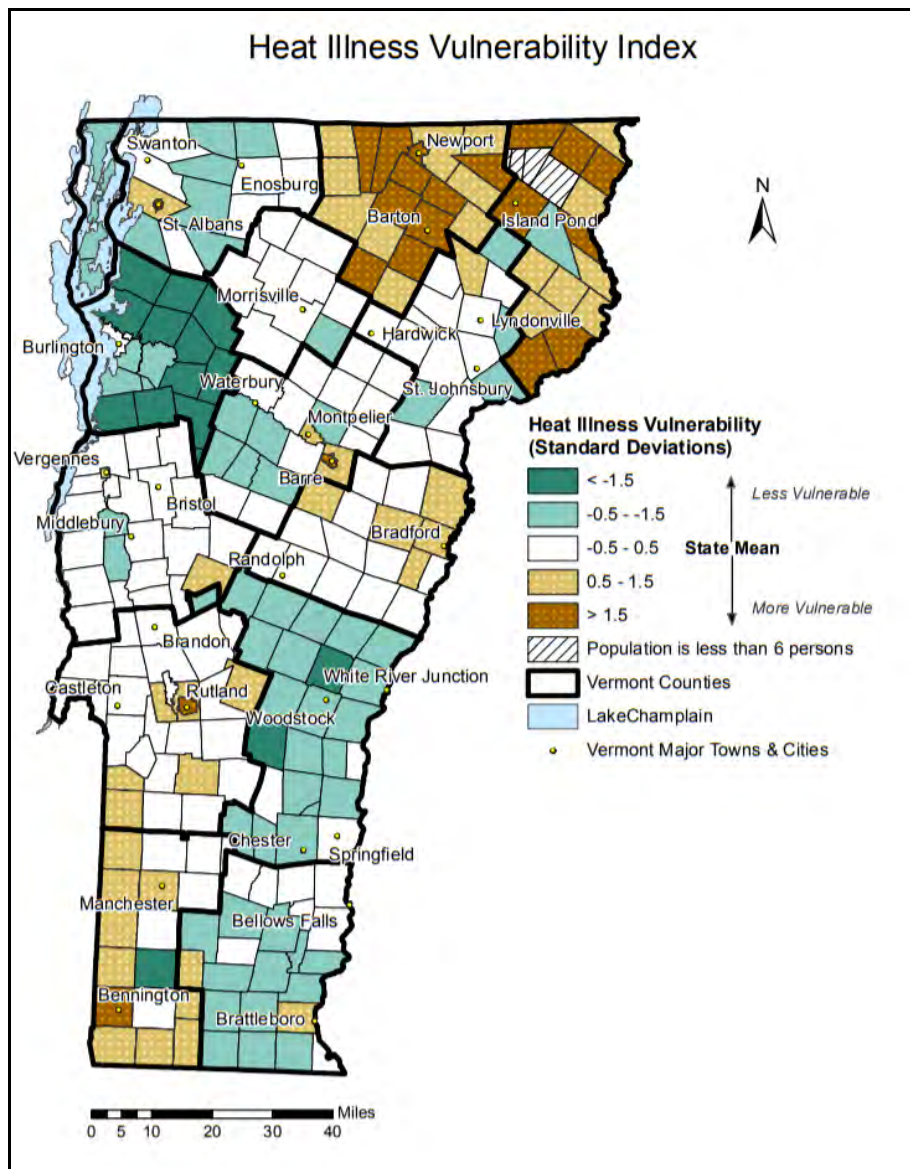 Heat Illness Vulnerability Index
Swanton
Newport
Enosburg
St. Albans
Barton
Island Pond
N
Morrisville
Hardwick
Lyndonville
Burlington
Waterbury
St. Johnsbury
Montpelier
Vergennes
Barre
Bristol
Middlebury
Bradford
Randolph
Brandon
White River Junction
Castleton
Rutland
Woodstock
Chester
Springfield
Manchester
Bellows Falls
Bennington
Brattleboro
Heat Illness Vulnerability
(Standard Deviations)
< -1.5
Less Vulnerable
-0.5 - -1.5
-0.5 - 0.5
State Mean
0.5 - 1.5
> 1.5
More Vulnerable
Population is less than 6 persons
Vermont Counties
LakeChamplain
Vermont Major Towns & Cities
Miles
0 5 10 20 30 40